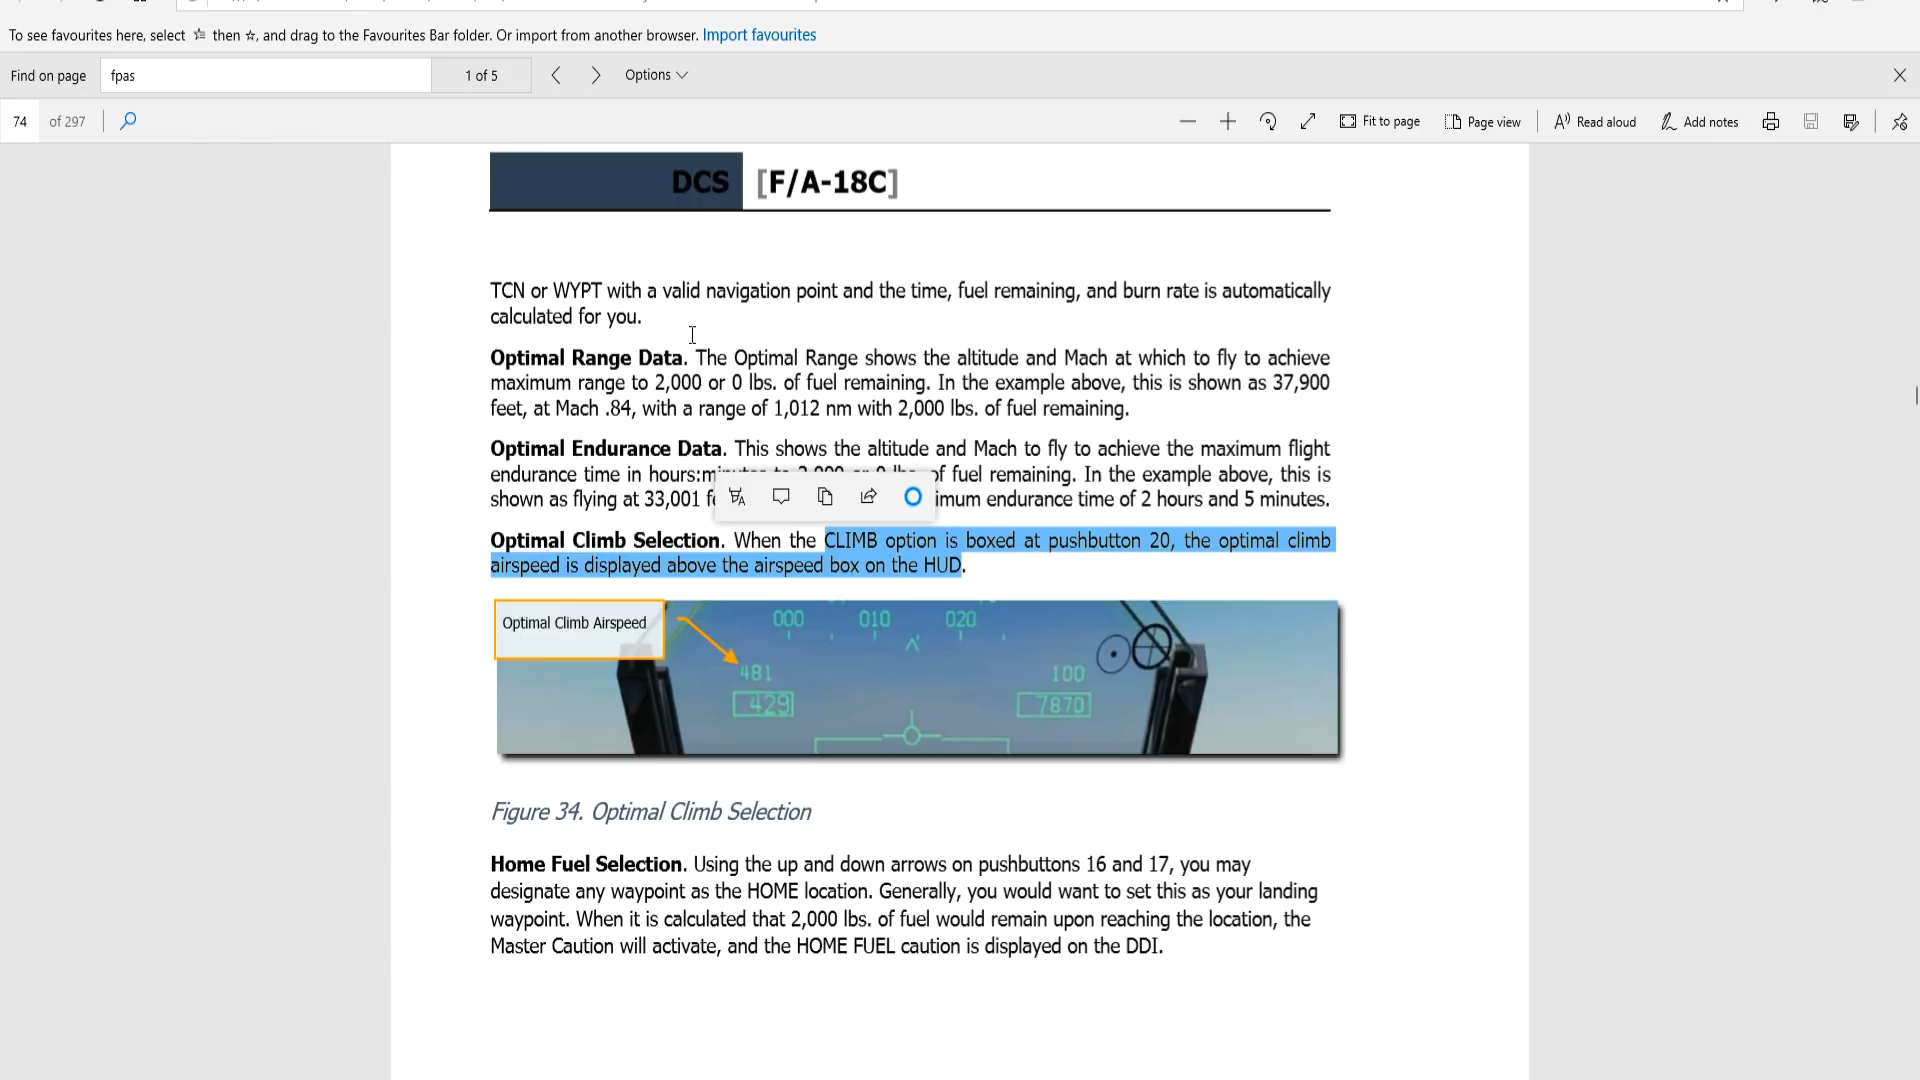 To see favourites here, select then , and drag to the Favourites Bar folder. Or import from another browser. Import favourites
Find on page fpas 1 of 5 Options
74 of 297 Fit to page Page view Read aloud Add notes
DCS [F/A-18C]
TCN or WYPT with a valid navigation point and the time, fuel remaining, and burn rate is automatically
calculated for you.
Optimal Range Data. The Optimal Range shows the altitude and Mach at which to fly to achieve
maximum range to 2,000 or 0 lbs. of fuel remaining. In the example above, this is shown as 37,900
feet, at Mach .84, with a range of 1,012 nm with 2,000 lbs. of fuel remaining.
Optimal Endurance Data. This shows the altitude and Mach to fly to achieve the maximum flight
endurance time in hours:minutes to 2,000 or 0 lbs. of fuel remaining. In the example above, this is
shown as flying at 33,001 endurance time of 2 hours and 5 minutes.
Optimal Climb Selection. When the CLIMB option is boxed at pushbutton 20, the optimal climb
airspeed is displayed above the airspeed box on the HUD.
Optimal Climb Airspeed
000 010 020
481 100
429 7870
Figure 34. Optimal Climb Selection
Home Fuel Selection. Using the up and down arrows on pushbuttons 16 and 17, you may
designate any waypoint as the HOME location. Generally, you would want to set this as your landing
waypoint. When it is calculated that 2,000 lbs. of fuel would remain upon reaching the location, the
Master Caution will activate, and the HOME FUEL caution is displayed on the DDI.